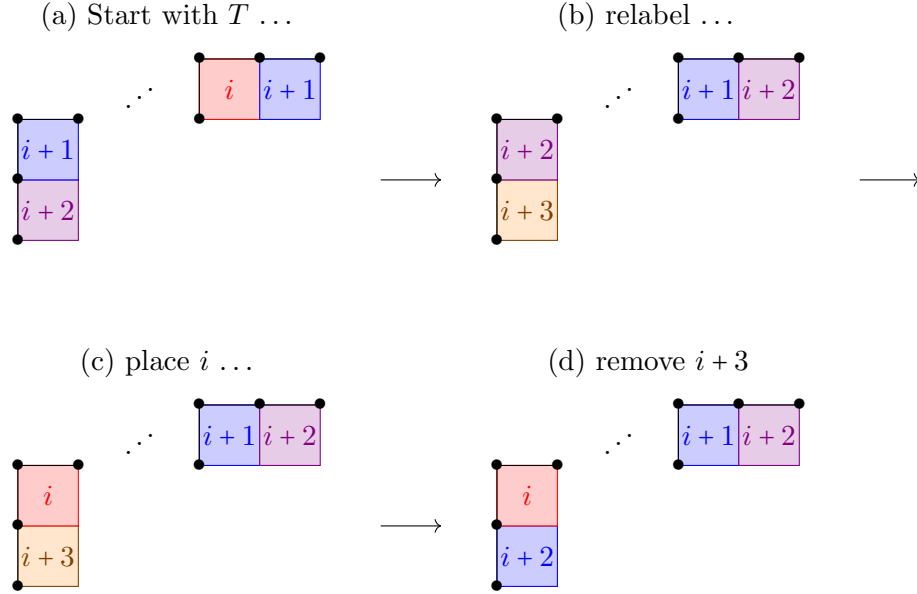 (a) Start with T …
(b) relabel …
⋰ i i + 1
i + 1
i + 2
⋰ i + 1 i + 2
i + 2
i + 3
(c) place i …
(d) remove i + 3
⋰ i + 1 i + 2
i
i + 3
⋰ i + 1 i + 2
i
i + 2